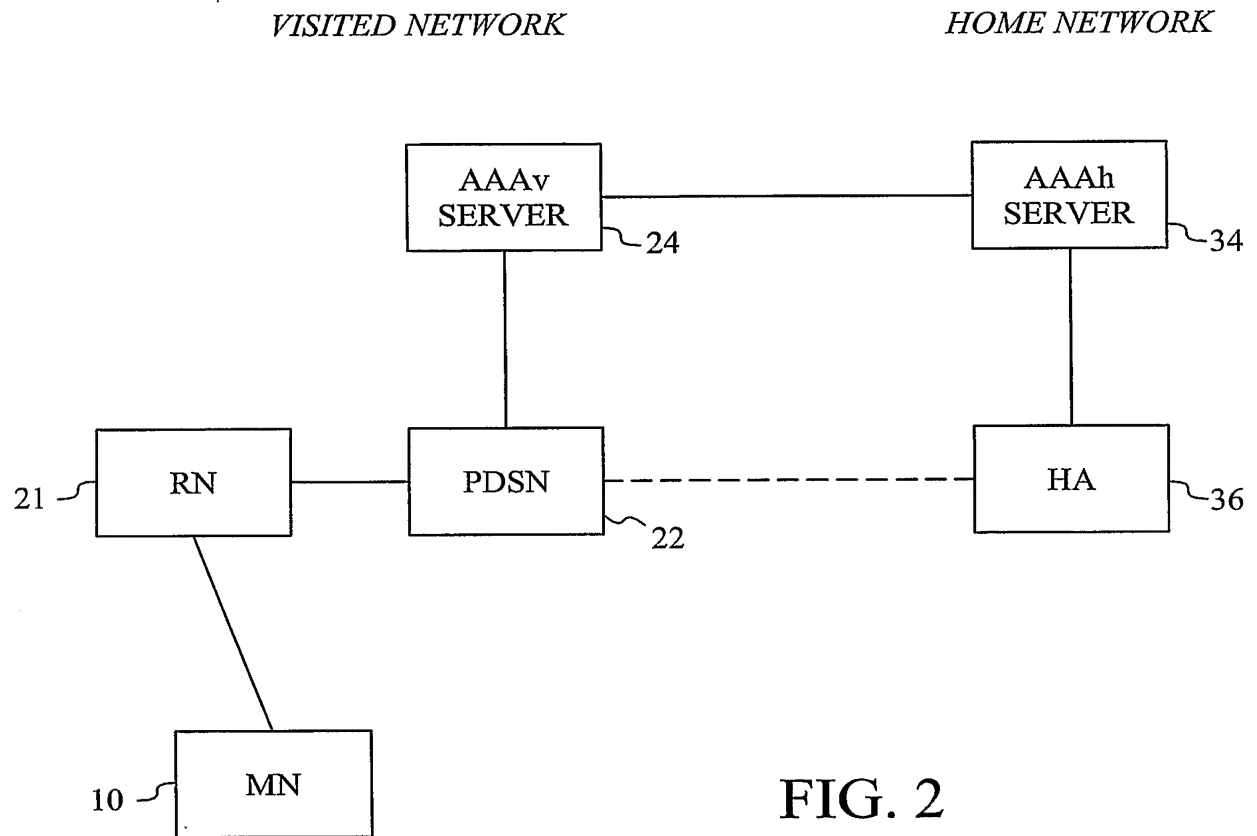 VISITED NETWORK
HOME NETWORK
AAAv
SERVER
24
AAAh
SERVER
34
RN
21
PDSN
22
HA
36
MN
10
FIG. 2